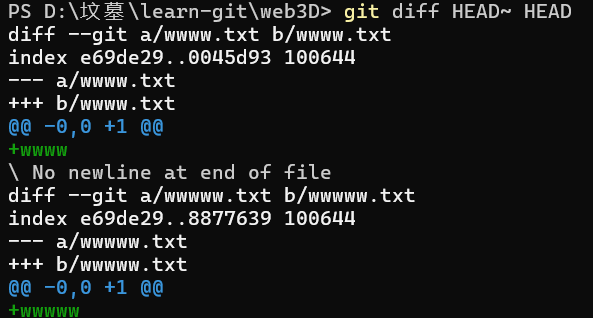 PS D:\坟墓\learn-git\web3D> git diff HEAD~ HEAD
diff --git a/wwww.txt b/wwww.txt
index e69de29..0045d93 100644
--- a/wwww.txt
+++ b/wwww.txt
@@ -0,0 +1 @@
+wwww
\ No newline at end of file
diff --git a/wwwww.txt b/wwwww.txt
index e69de29..8877639 100644
--- a/wwwww.txt
+++ b/wwwww.txt
@@ -0,0 +1 @@
+wwwww